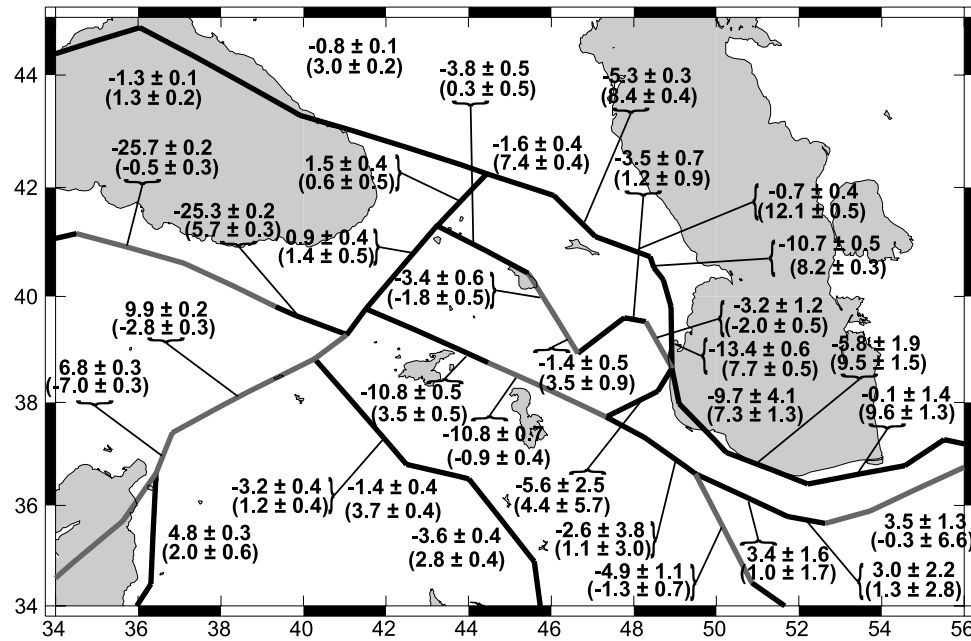 -0.8 ± 0.1
(3.0 ± 0.2)
-3.8 ± 0.5
(0.3 ± 0.5)
-5.3 ± 0.3
(8.4 ± 0.4)
44
-1.3 ± 0.1
(1.3 ± 0.2)
-25.7 ± 0.2
(-0.5 ± 0.3)
1.5 ± 0.4
(0.6 ± 0.5)
-1.6 ± 0.4
(7.4 ± 0.4)
-3.5 ± 0.7
(1.2 ± 0.9)
42
-25.3 ± 0.2
(5.7 ± 0.3)
-0.7 ± 0.4
(12.1 ± 0.5)
0.9 ± 0.4
(1.4 ± 0.5)
-10.7 ± 0.5
(8.2 ± 0.3)
-3.4 ± 0.6
(-1.8 ± 0.5)
40
9.9 ± 0.2
(-2.8 ± 0.3)
-3.2 ± 1.2
(-2.0 ± 0.5)
6.8 ± 0.3
(-7.0 ± 0.3)
-1.4 ± 0.5
(3.5 ± 0.9)
-13.4 ± 0.6
(7.7 ± 0.5)
-5.8 ± 1.9
(9.5 ± 1.5)
38
-10.8 ± 0.5
(3.5 ± 0.5)
-9.7 ± 4.1
(7.3 ± 1.3)
-0.1 ± 1.4
(9.6 ± 1.3)
-10.8 ± 0.7
(-0.9 ± 0.4)
36
-3.2 ± 0.4
(1.2 ± 0.4)
-1.4 ± 0.4
(3.7 ± 0.4)
-5.6 ± 2.5
(4.4 ± 5.7)
4.8 ± 0.3
(2.0 ± 0.6)
-3.6 ± 0.4
(2.8 ± 0.4)
-2.6 ± 3.8
(1.1 ± 3.0)
3.5 ± 1.3
(-0.3 ± 6.6)
-4.9 ± 1.1
(-1.3 ± 0.7)
3.4 ± 1.6
(1.0 ± 1.7)
3.0 ± 2.2
(1.3 ± 2.8)
34
34 36 38 40 42 44 46 48 50 52 54 56